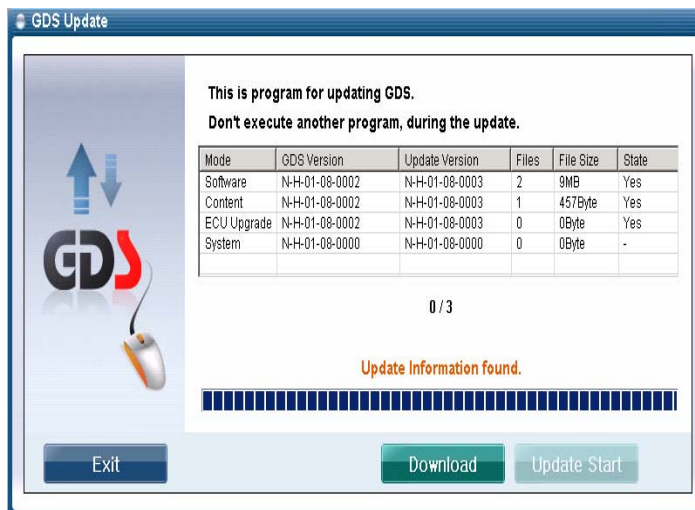 GDS Update
This is program for updating GDS.
Don't execute another program, during the update.
Mode GDS Version Update Version Files File Size State
Software N-H-01-08-0002 N-H-01-08-0003 2 9MB Yes
Content N-H-01-08-0002 N-H-01-08-0003 1 457Byte Yes
ECU Upgrade N-H-01-08-0002 N-H-01-08-0003 0 0Byte Yes
System N-H-01-08-0000 N-H-01-08-0000 0 0Byte -
GDS
0 / 3
Update Information found.
Exit Download Update Start